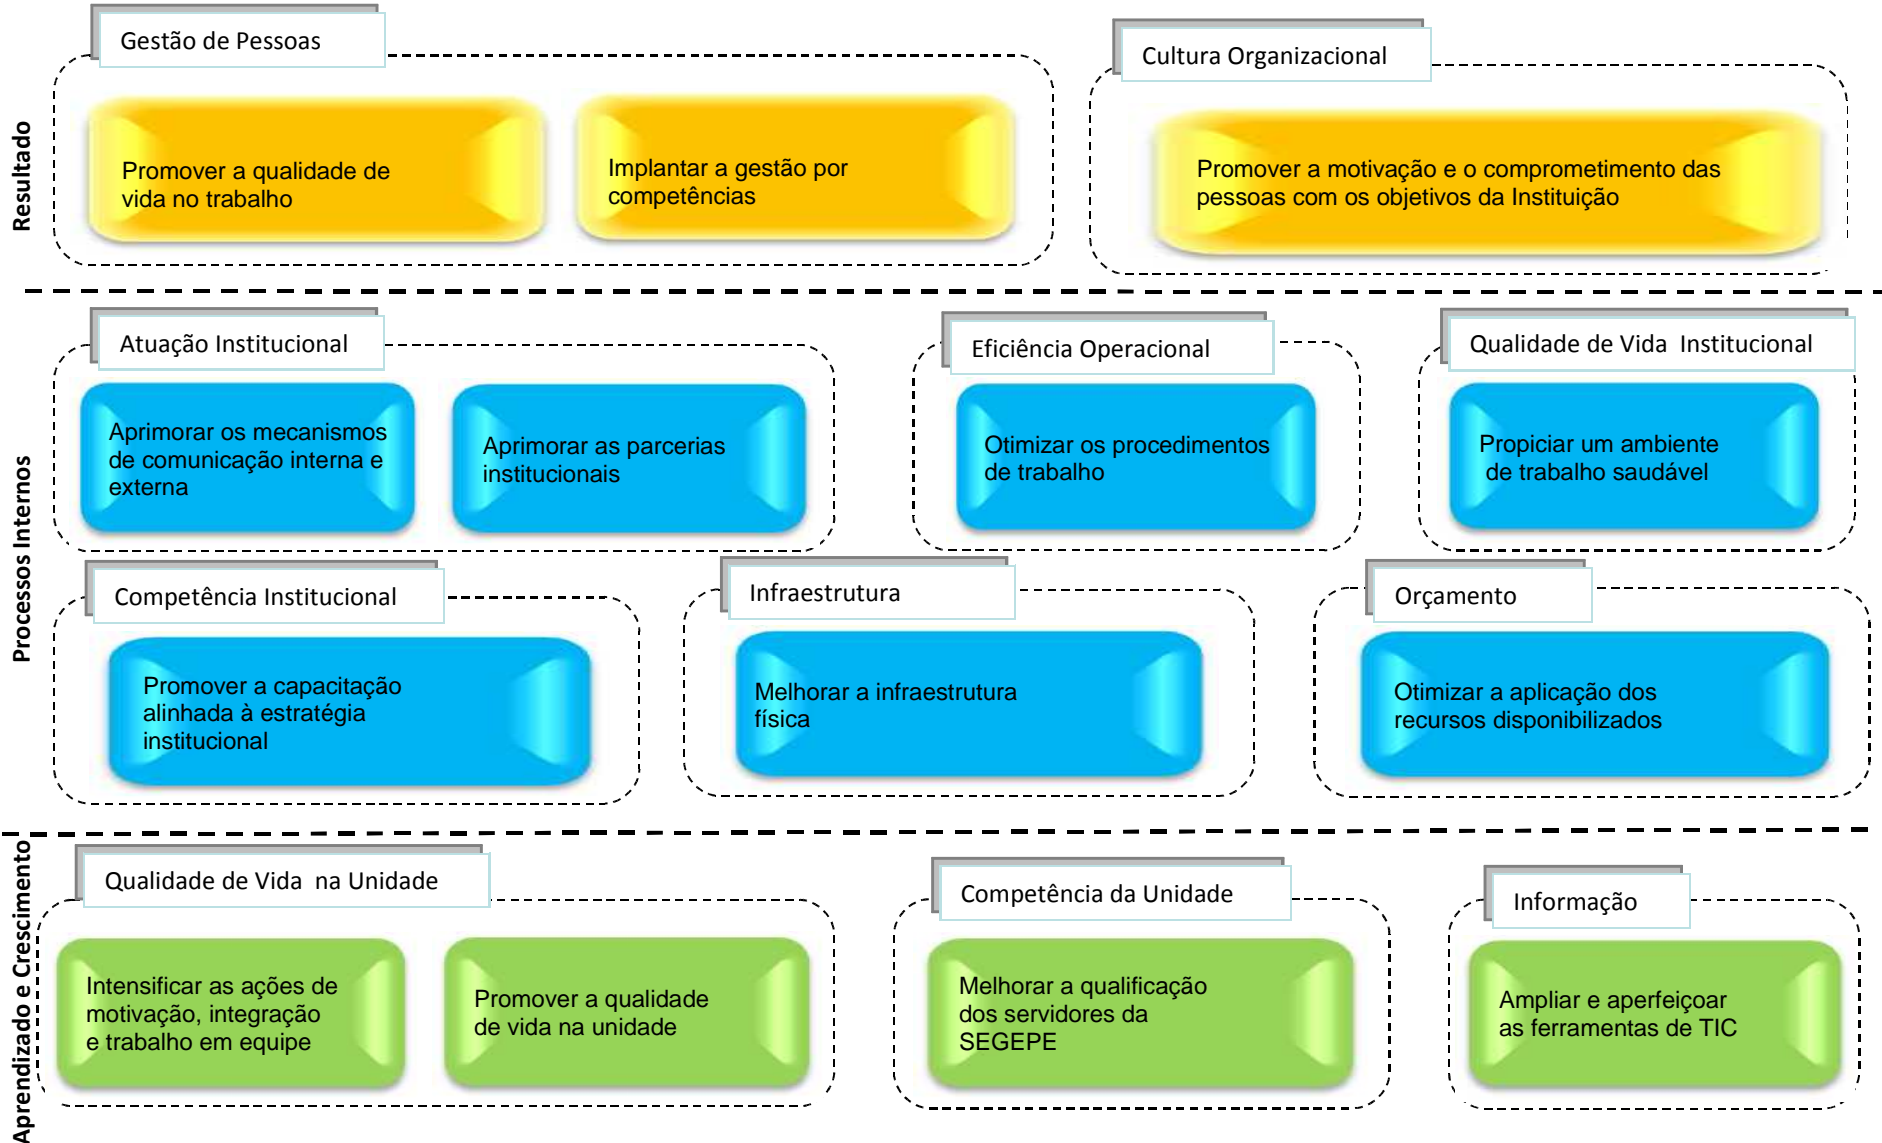 Resultado
Gestão de Pessoas
Promover a qualidade de
vida no trabalho
Implantar a gestão por
competências
Cultura Organizacional
Promover a motivação e o comprometimento das
pessoas com os objetivos da Instituição
Processos Internos
Atuação Institucional
Aprimorar os mecanismos
de comunicação interna e
externa
Aprimorar as parcerias
institucionais
Eficiência Operacional
Otimizar os procedimentos
de trabalho
Qualidade de Vida Institucional
Propiciar um ambiente
de trabalho saudável
Competência Institucional
Promover a capacitação
alinhada à estratégia
institucional
Infraestrutura
Melhorar a infraestrutura
física
Orçamento
Otimizar a aplicação dos
recursos disponibilizados
Aprendizado e Crescimento
Qualidade de Vida na Unidade
Intensificar as ações de
motivação, integração
e trabalho em equipe
Promover a qualidade
de vida na unidade
Competência da Unidade
Melhorar a qualificação
dos servidores da
SEGEPE
Informação
Ampliar e aperfeiçoar
as ferramentas de TIC